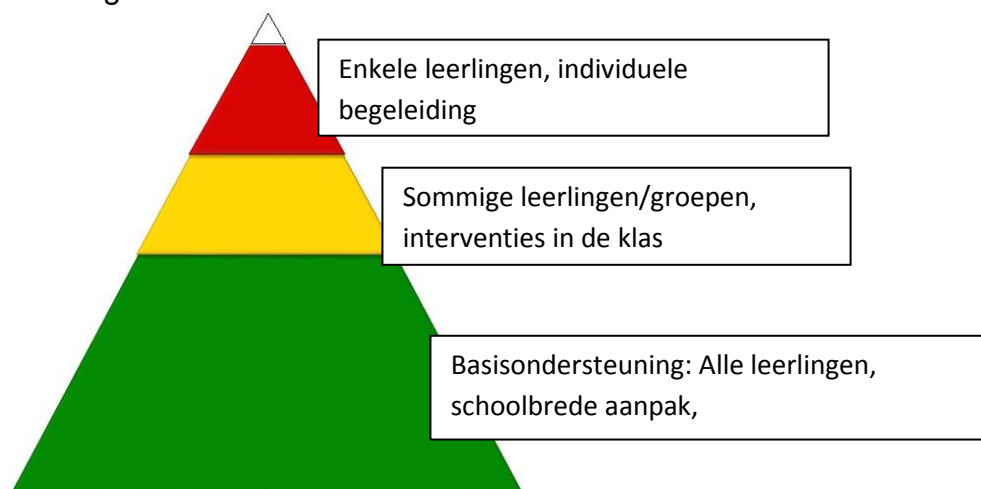 Enkele leerlingen, individuele
begeleiding
Sommige leerlingen/groepen,
interventies in de klas
Basisondersteuning: Alle leerlingen,
schoolbrede aanpak,